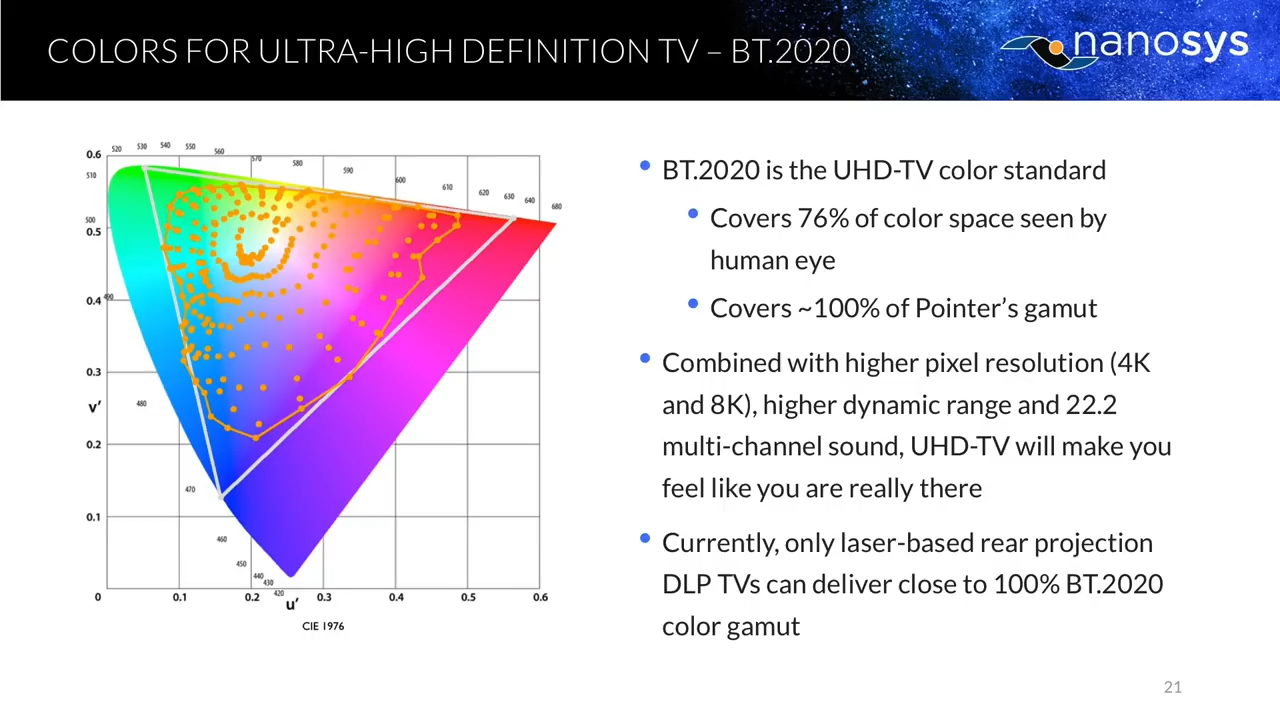 COLORS FOR ULTRA-HIGH DEFINITION TV – BT.2020
nanosys
520 530 540 550 560 570 580 590 600 610 620 630 640 680
0.6
510
500
0.5
490
0.4
0.3
v’
480
0.2
470
0.1
460
450
440
430
420
0 0.1 0.2 0.3 0.4 0.5 0.6
u’
CIE 1976
• BT.2020 is the UHD-TV color standard
• Covers 76% of color space seen by
human eye
• Covers ~100% of Pointer’s gamut
• Combined with higher pixel resolution (4K
and 8K), higher dynamic range and 22.2
multi-channel sound, UHD-TV will make you
feel like you are really there
• Currently, only laser-based rear projection
DLP TVs can deliver close to 100% BT.2020
color gamut
21